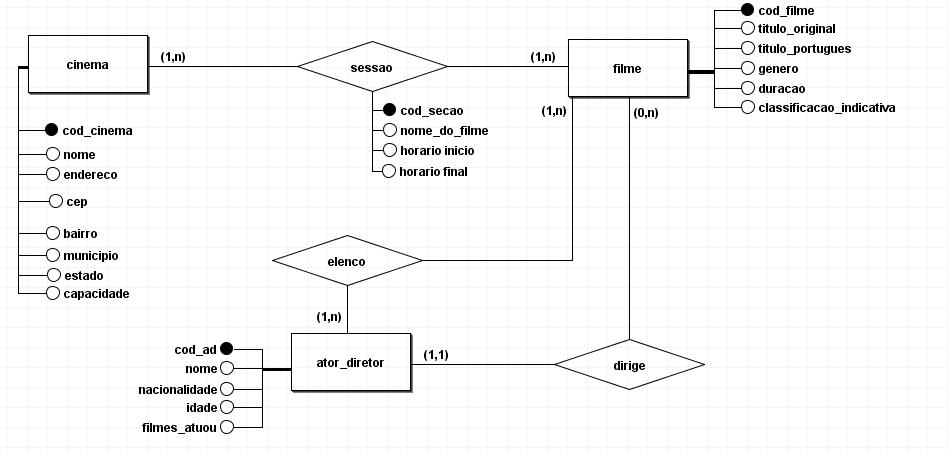 cinema
(1,n)
sessao
(1,n)
filme
cod_filme
titulo_original
titulo_portugues
genero
duracao
classificacao_indicativa
cod_cinema
nome
endereco
cep
bairro
municipio
estado
capacidade
cod_secao
nome_do_filme
horario inicio
horario final
(1,n)
(0,n)
elenco
(1,n)
ator_diretor
(1,1)
dirige
cod_ad
nome
nacionalidade
idade
filmes_atuou